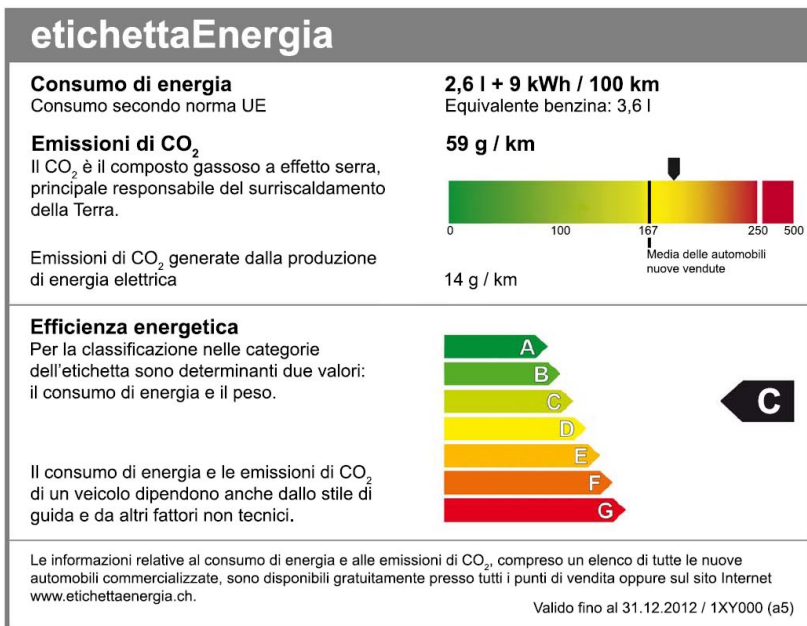 etichettaEnergia
Consumo di energia
2,6 l + 9 kWh / 100 km
Consumo secondo norma UE
Equivalente benzina: 3,6 l
Emissioni di CO₂
59 g / km
Il CO₂ è il composto gassoso a effetto serra,
principale responsabile del surriscaldamento
della Terra.
0 100 167 250 500
Media delle automobili
nuove vendute
Emissioni di CO₂ generate dalla produzione
di energia elettrica
14 g / km
Efficienza energetica
Per la classificazione nelle categorie
dell'etichetta sono determinanti due valori:
il consumo di energia e il peso.
Il consumo di energia e le emissioni di CO₂
di un veicolo dipendono anche dallo stile di
guida e da altri fattori non tecnici.
A
B
C
D
E
F
G
C
Le informazioni relative al consumo di energia e alle emissioni di CO₂, compreso un elenco di tutte le nuove
automobili commercializzate, sono disponibili gratuitamente presso tutti i punti di vendita oppure sul sito Internet
www.etichettaenergia.ch.
Valido fino al 31.12.2012 / 1XY000 (a5)